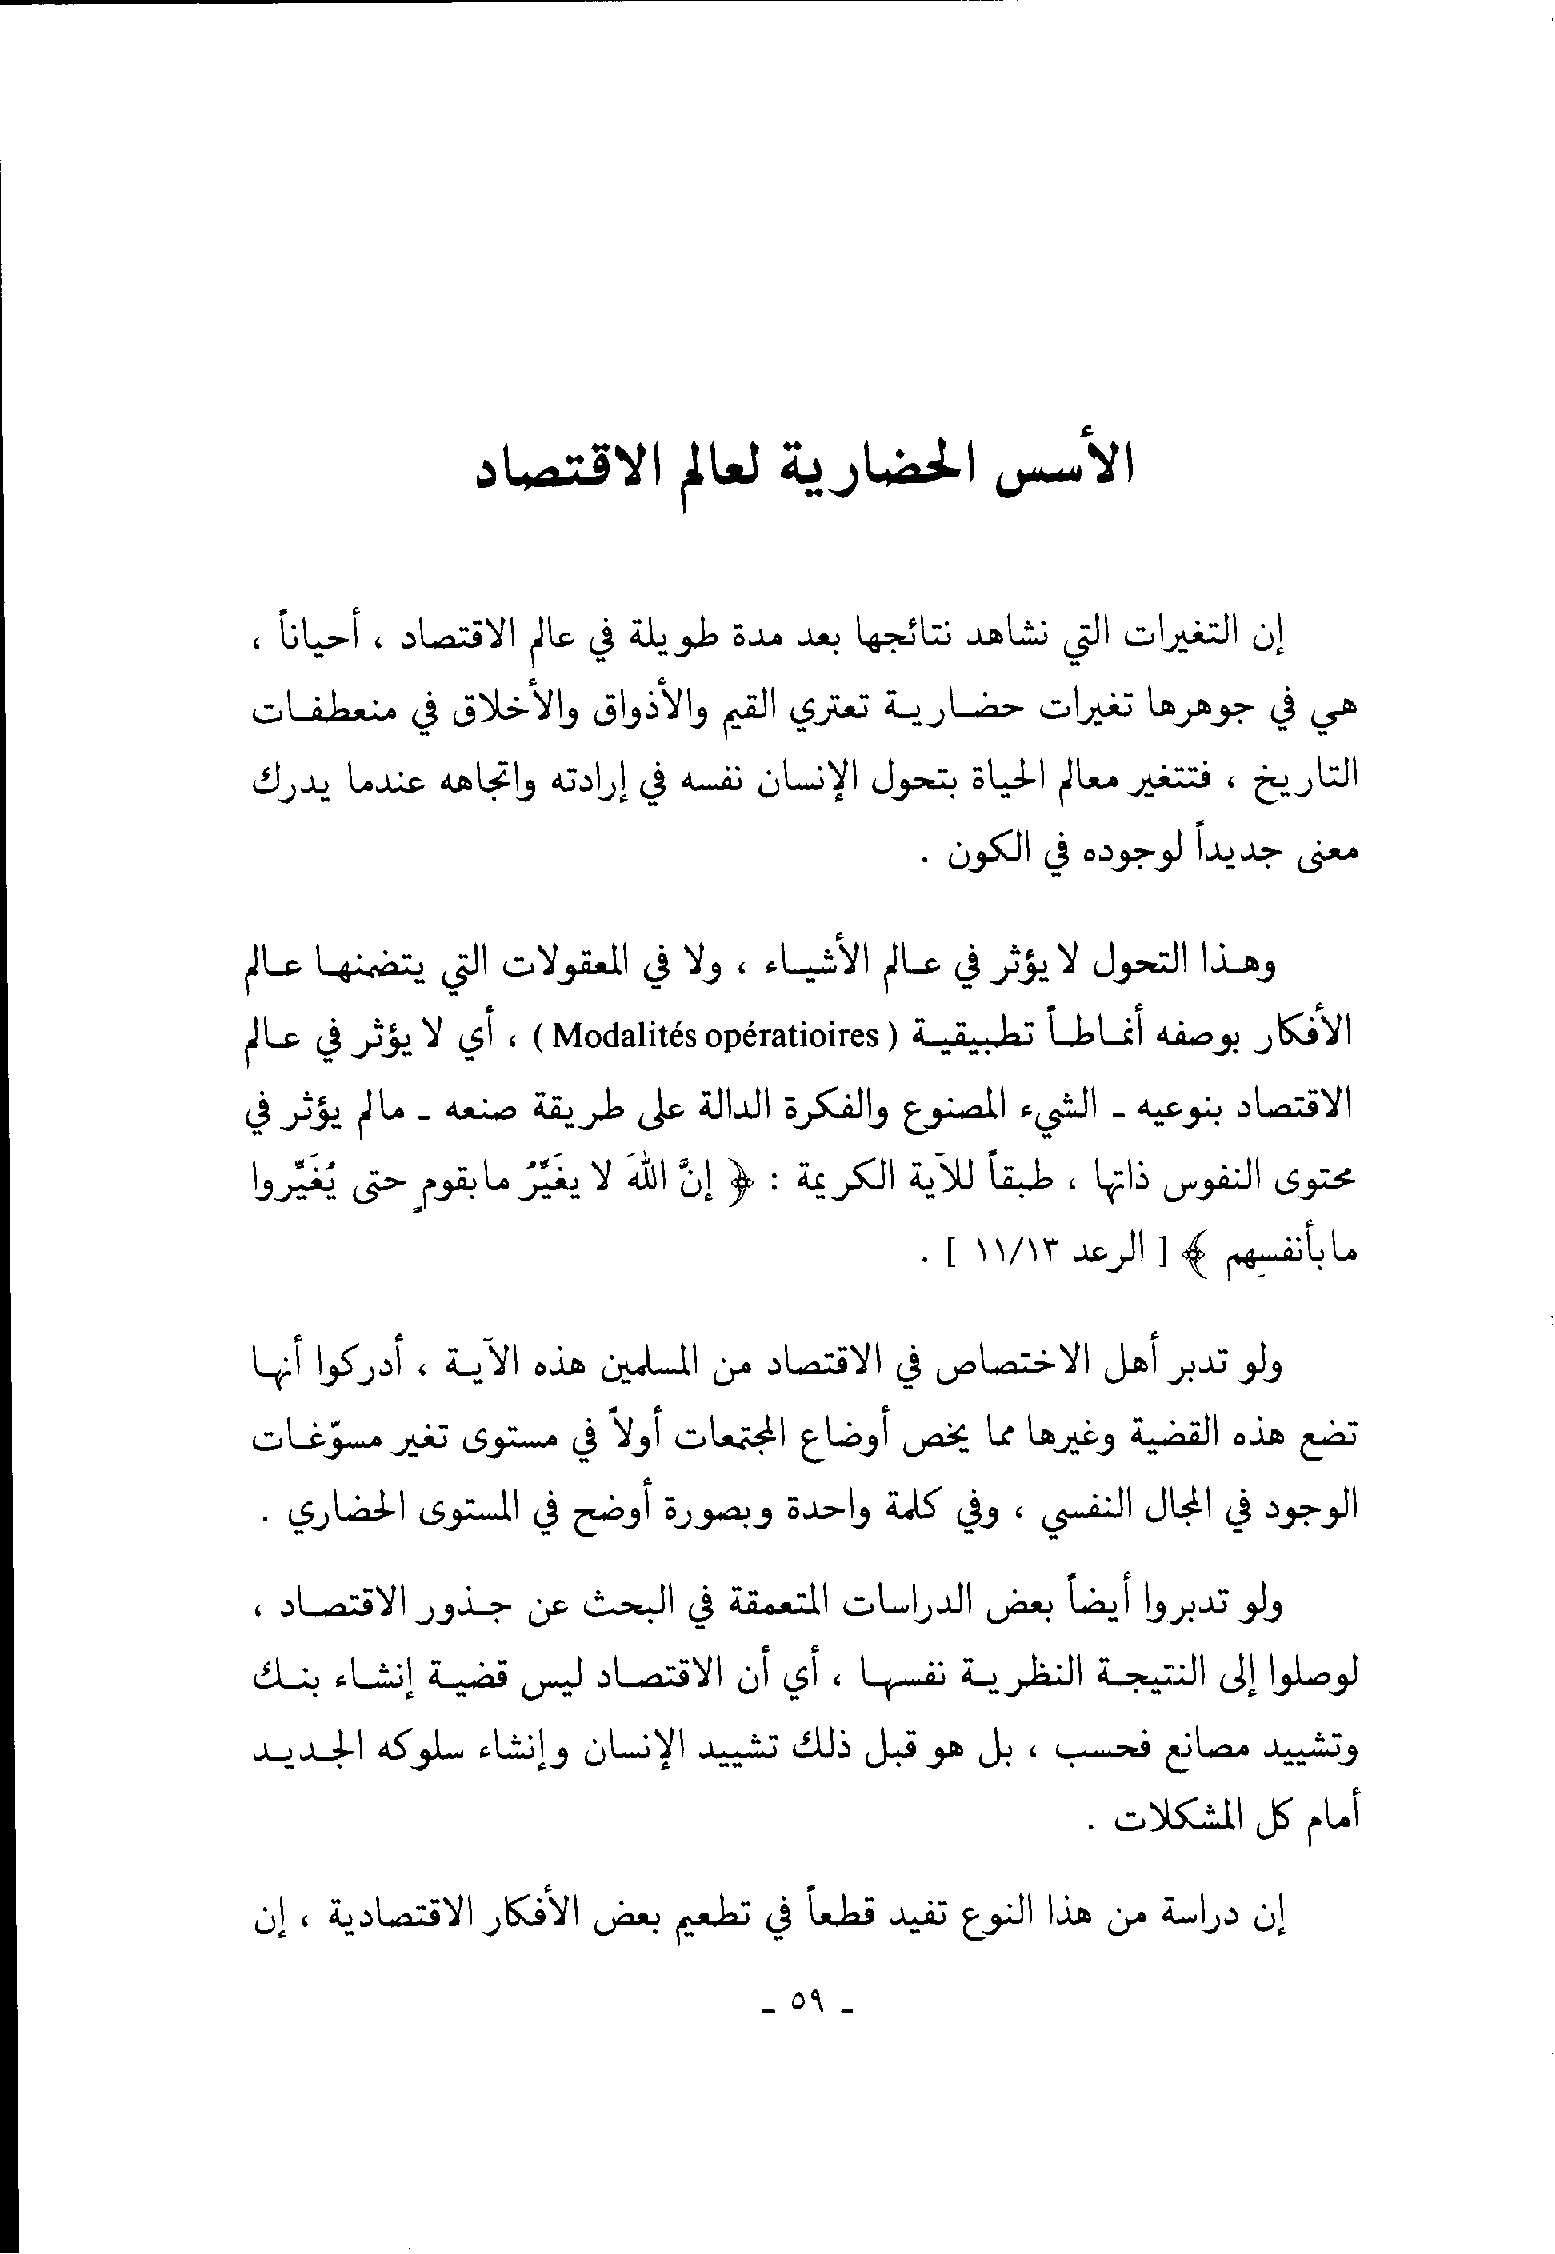 الأسس الحضارية لعالم الاقتصاد
إن التغيرات التي نشاهد نتائجها بعد مدة طويلة في عالم الاقتصاد ، أحياناً ،
هي في جوهرها تغيرات حضارية تعتري القيم والأذواق والأخلاق في منعطفات
التاريخ ، فتتغير معالم الحياة بتحول الإنسان نفسه في إرادته واتجاهه عندما يدرك
معنى جديداً لوجوده في الكون .
وهذا التحول لا يؤثر في عالم الأشياء ، ولا في المعقولات التي يتضمنها عالم
الأفكار بوصفه أنماطاً تطبيقية ( Modalités opératioires ) ، أي لا يؤثر في عالم
الاقتصاد بنوعيه - الشيء المصنوع والفكرة الدالة على طريقة صنعه - مالم يؤثر في
محتوى النفوس ذاتها ، طبقاً للآية الكريمة : ﴿ إنَّ اللهَ لا يغَيِّرُ مابقومٍ حتى يُغَيِّروا
مابأنفسِهم ﴾ [ الرعد ١١/١٣ ] .
ولو تدبر أهل الاختصاص في الاقتصاد من المسلمين هذه الآية ، أدركوا أنها
تضع هذه القضية وغيرها مما يخص أوضاع المجتمعات أولاً في مستوى تغير مسوّغات
الوجود في المجال النفسي ، وفي كلمة واحدة وبصورة أوضح في المستوى الحضاري .
ولو تدبروا أيضاً بعض الدراسات المتعمقة في البحث عن جذور الاقتصاد ،
لوصلوا إلى النتيجة النظرية نفسها ، أي أن الاقتصاد ليس قضية إنشاء بنك
وتشييد مصانع فحسب ، بل هو قبل ذلك تشييد الإنسان وإنشاء سلوكه الجديد
أمام كل المشكلات .
إن دراسة من هذا النوع تفيد قطعاً في تطعيم بعض الأفكار الاقتصادية ، إن
- ٥٩ -